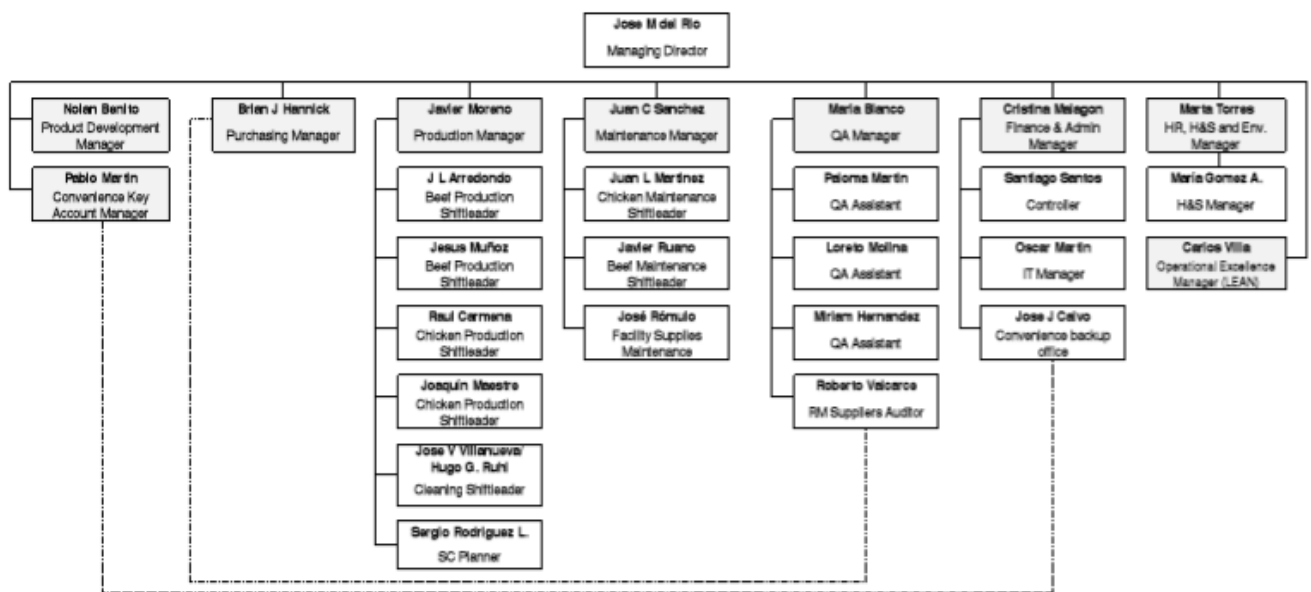 Jose M del Rio
Managing Director
Nolan Benito
Product Development
Manager
Pablo Martin
Convenience Key
Account Manager
Brian J Hannick
Purchasing Manager
Javier Moreno
Production Manager
J L Arredondo
Beef Production
Shiftleader
Jesus Muñoz
Beef Production
Shiftleader
Raul Carmena
Chicken Production
Shiftleader
Joaquín Maestre
Chicken Production
Shiftleader
Jose V Villanueva/
Hugo G. Ruhl
Cleaning Shiftleader
Sergio Rodriguez L.
SC Planner
Juan C Sanchez
Maintenance Manager
Juan L Martinez
Chicken Maintenance
Shiftleader
Javier Ruano
Beef Maintenance
Shiftleader
José Rómulo
Facility Supplies
Maintenance
Maria Blanco
QA Manager
Paloma Martin
QA Assistant
Loreto Molina
QA Assistant
Miriam Hernandez
QA Assistant
Roberto Valcarce
RM Suppliers Auditor
Cristina Malagon
Finance & Admin
Manager
Santiago Santos
Controller
Oscar Martin
IT Manager
Jose J Calvo
Convenience backup
office
Marta Torres
HR, H&S and Env.
Manager
María Gomez A.
H&S Manager
Carlos Villa
Operational Excellence
Manager (LEAN)